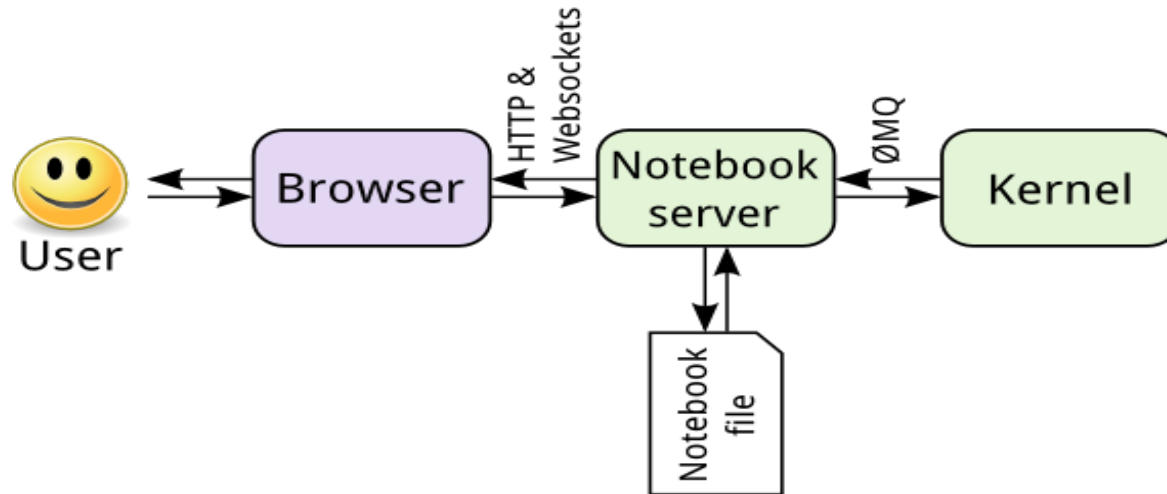 User
Browser
HTTP &
Websockets
Notebook
server
ØMQ
Kernel
Notebook
file